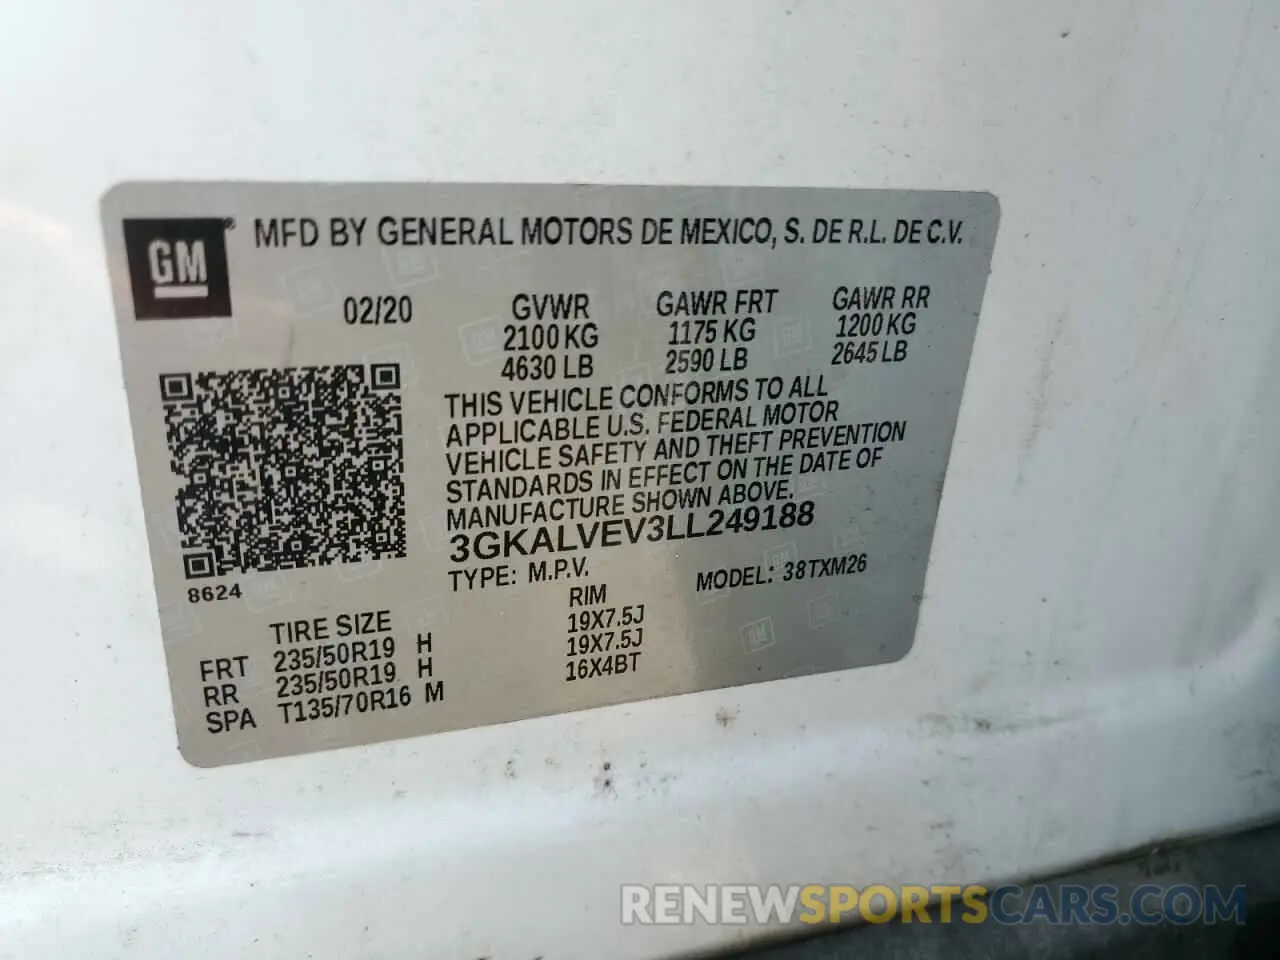 GM ® MFD BY GENERAL MOTORS DE MEXICO, S. DE R.L. DE C.V.
02/20 GVWR GAWR FRT GAWR RR
2100 KG 1175 KG 1200 KG
4630 LB 2590 LB 2645 LB
THIS VEHICLE CONFORMS TO ALL
APPLICABLE U.S. FEDERAL MOTOR
VEHICLE SAFETY AND THEFT PREVENTION
STANDARDS IN EFFECT ON THE DATE OF
MANUFACTURE SHOWN ABOVE.
3GKALVEV3LL249188
8624 TYPE: M.P.V. MODEL: 38TXM26
TIRE SIZE RIM
FRT 235/50R19 H 19X7.5J
RR 235/50R19 H 19X7.5J
SPA T135/70R16 M 16X4BT
RENEWSPORTSCARS.COM